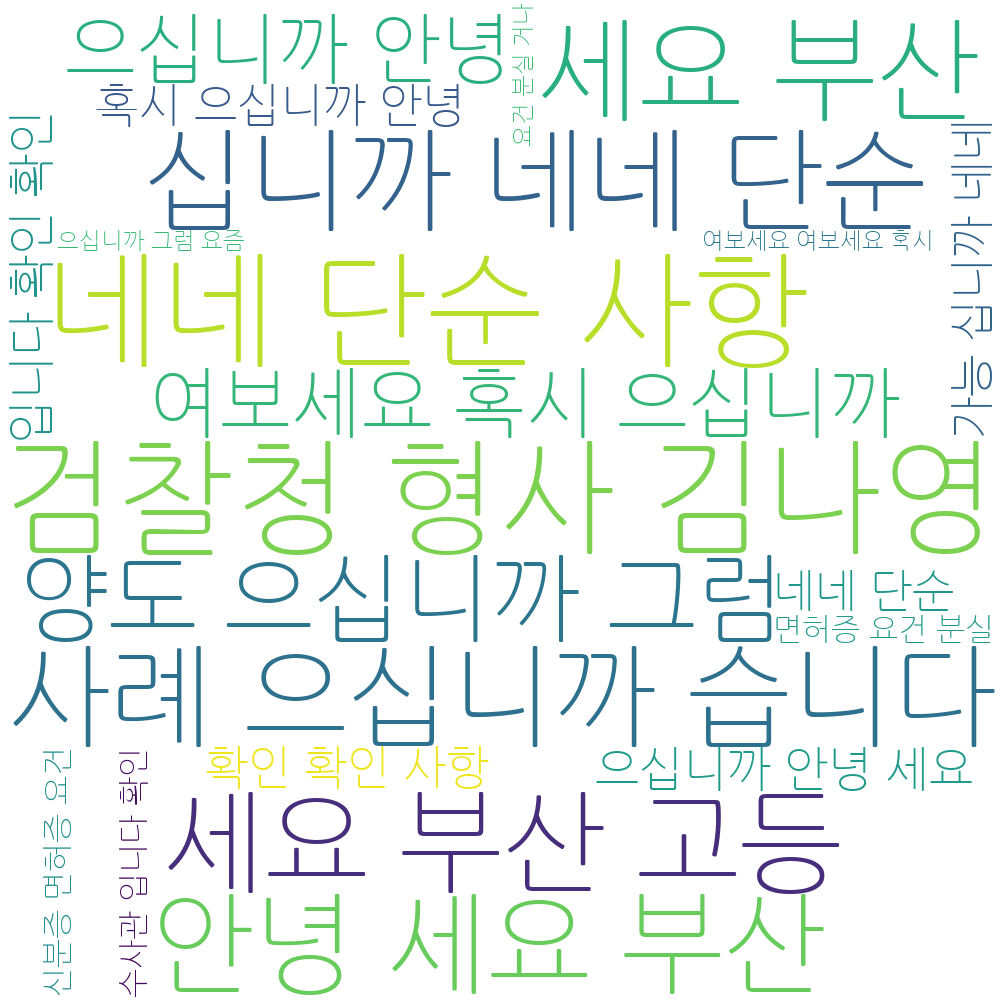 으십니까 안녕
요건 분실 거나
세요 부산
혹시 으십니까 안녕
십니까 네네 단순
입니다 확인 확인
가능 십니까 네네
으십니까 그럼 요즘
여보세요 여보세요 혹시
네네 단순 사항
여보세요 혹시 으십니까
검찰청 형사 김나영
양도 으십니까 그럼
네네 단순
면허증 요건 분실
사례 으십니까 습니다
신분증 면허증 요건
수사관 입니다 확인
확인 확인 사항
으십니까 안녕 세요
세요 부산 고등
안녕 세요 부산